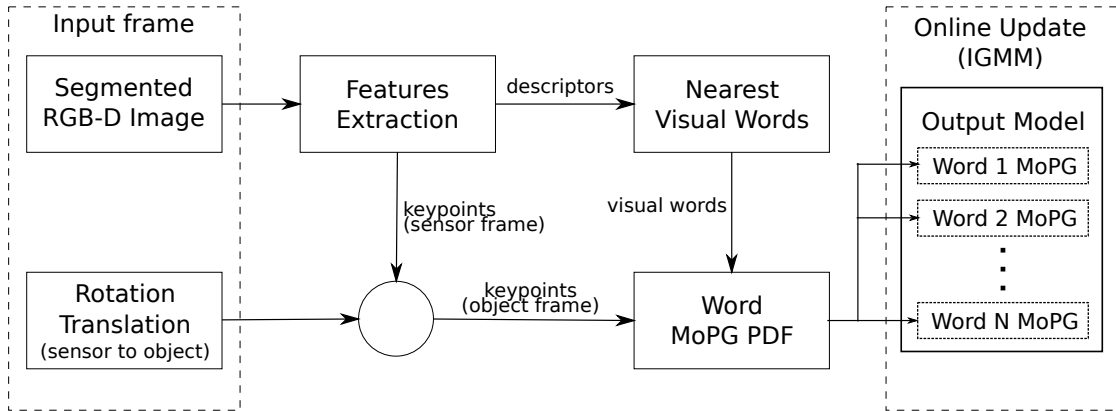 Input frame
Segmented
RGB-D Image
Features
Extraction
descriptors
Nearest
Visual Words
Online Update
(IGMM)
Output Model
Word 1 MoPG
Word 2 MoPG
Word N MoPG
keypoints
(sensor frame)
visual words
Rotation
Translation
(sensor to object)
keypoints
(object frame)
Word
MoPG PDF